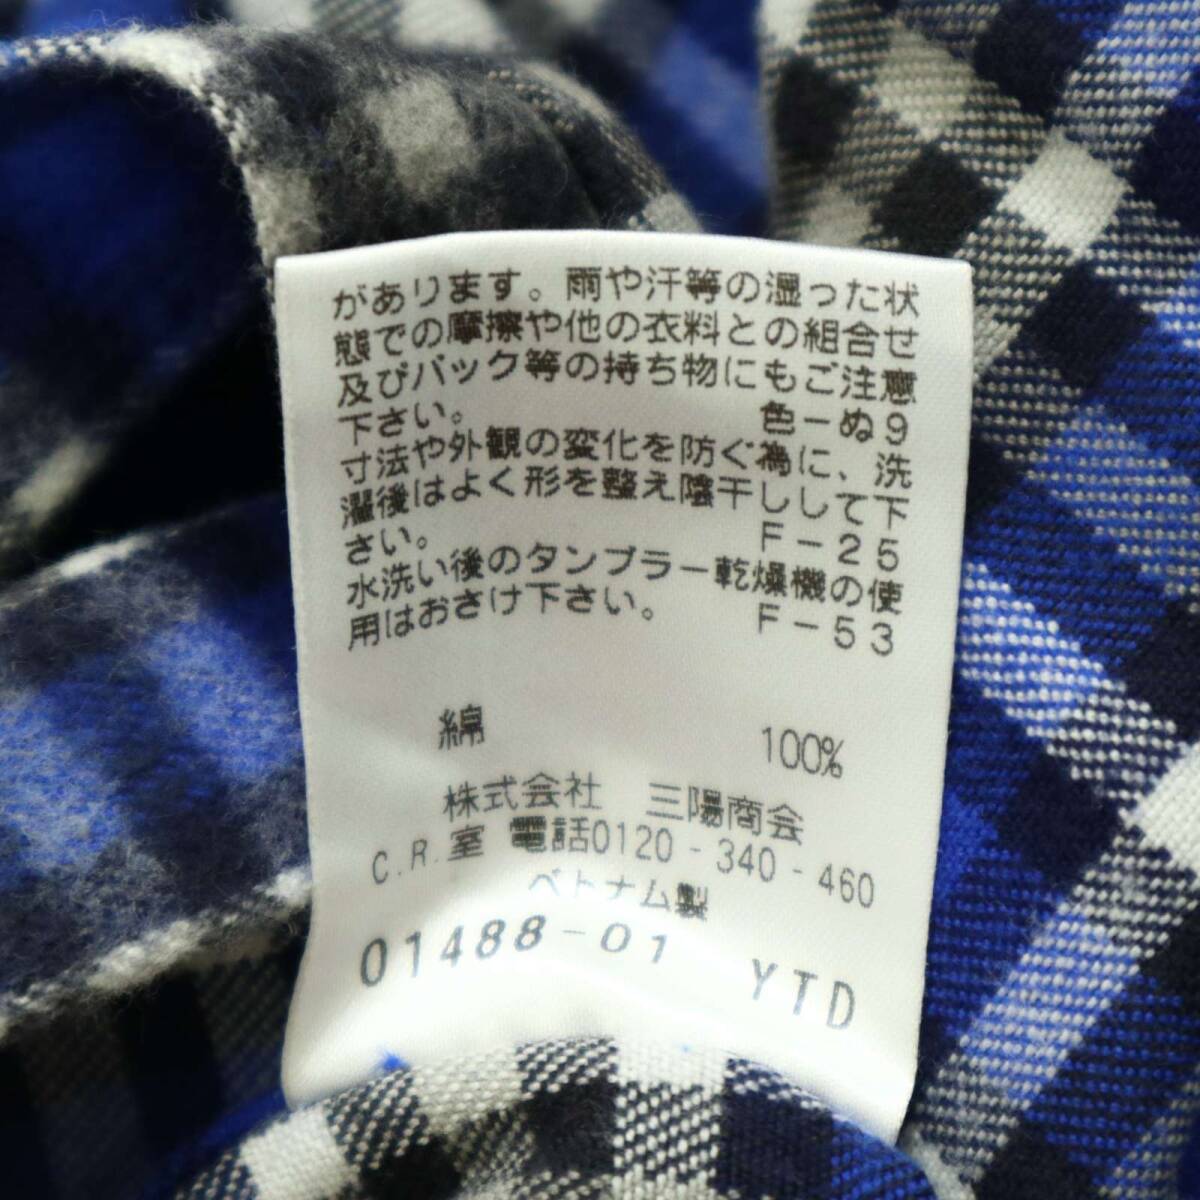 があります。雨や汗等の湿った状
態での摩擦や他の衣料との組合せ
及びバック等の持ち物にもご注意
下さい。 色ーぬ9
寸法や外観の変化を防ぐ為に、洗
濯後はよく形を整え陰干しして下
さい。 F-25
水洗い後のタンブラー乾燥機の使
用はおさけ下さい。 F-53
綿 100%
株式会社 三陽商会
C.R.室 電話0120-340-460
ベトナム製
01488-01 YTD